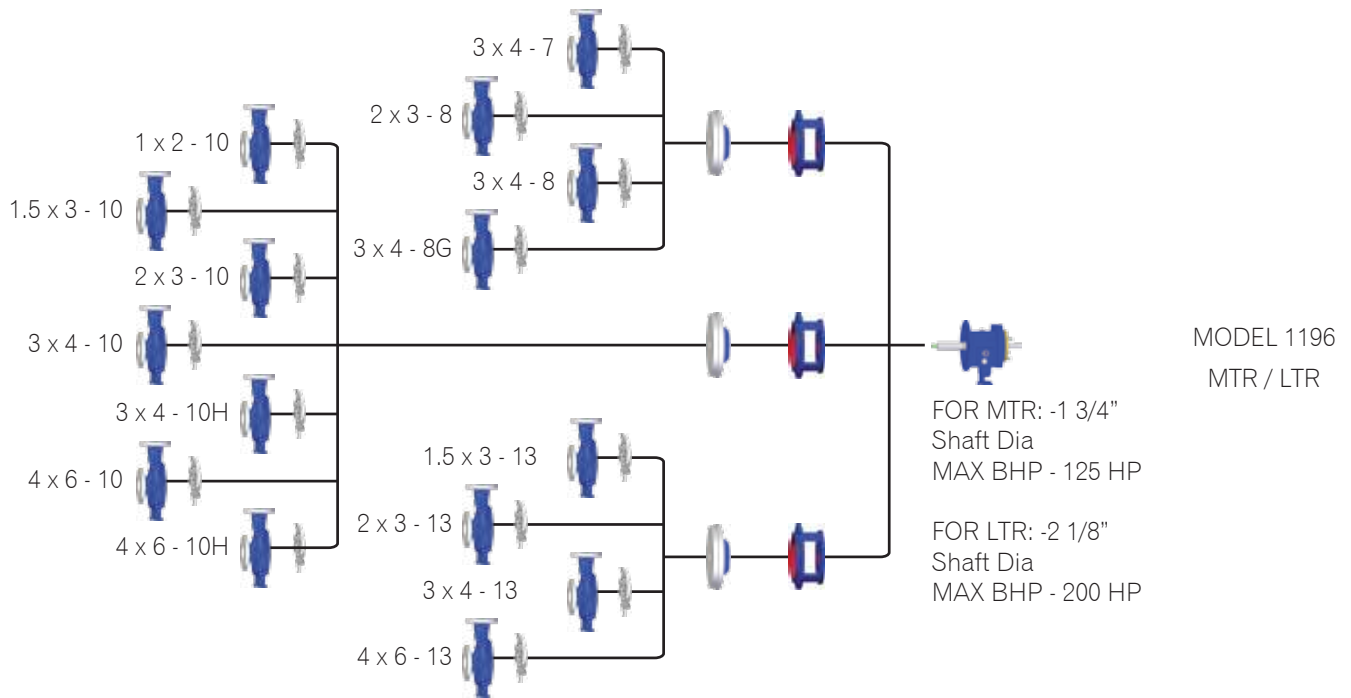 3 x 4 - 7
2 x 3 - 8
3 x 4 - 8
3 x 4 - 8G
1 x 2 - 10
1.5 x 3 - 10
2 x 3 - 10
3 x 4 - 10
3 x 4 - 10H
4 x 6 - 10
4 x 6 - 10H
1.5 x 3 - 13
2 x 3 - 13
3 x 4 - 13
4 x 6 - 13
MODEL 1196
MTR / LTR
FOR MTR: -1 3/4”
Shaft Dia
MAX BHP - 125 HP
FOR LTR: -2 1/8”
Shaft Dia
MAX BHP - 200 HP